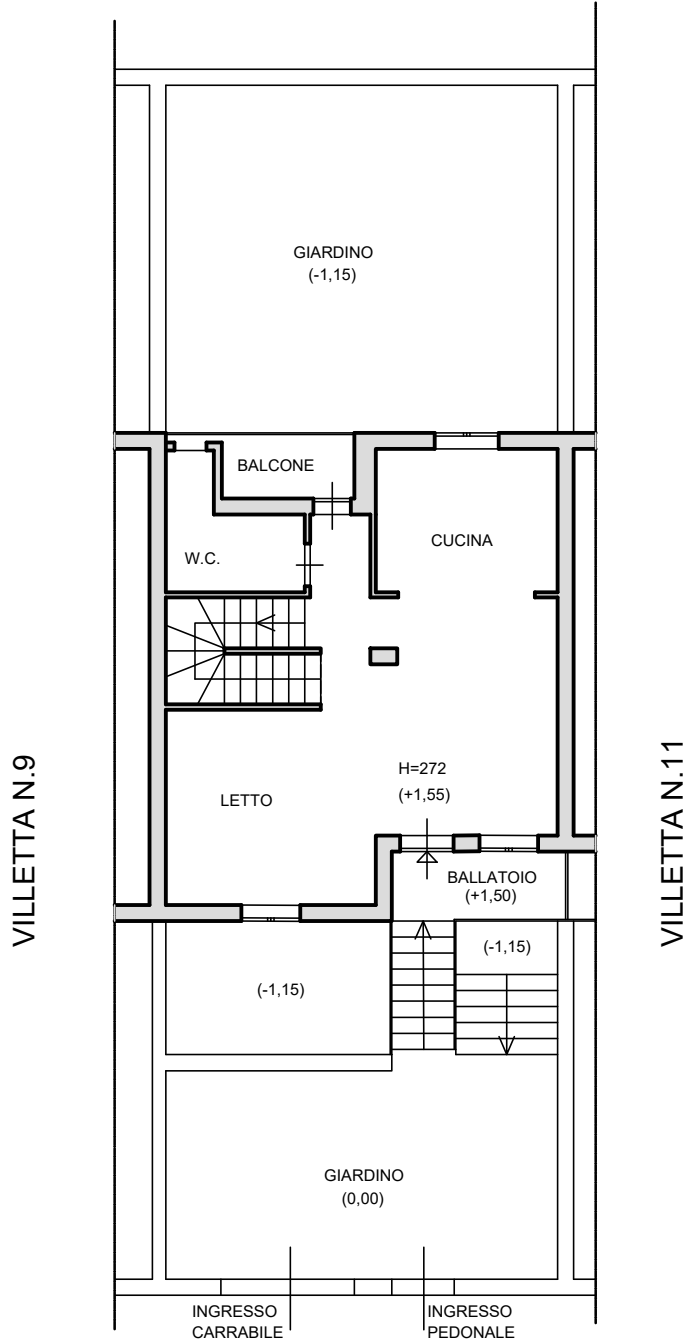 GIARDINO
(-1,15)
BALCONE
W.C.
CUCINA
H=272
(+1,55)
LETTO
VILLETTA N.9
VILLETTA N.11
BALLATOIO
(+1,50)
(-1,15)
(-1,15)
GIARDINO
(0,00)
INGRESSO
CARRABILE
INGRESSO
PEDONALE